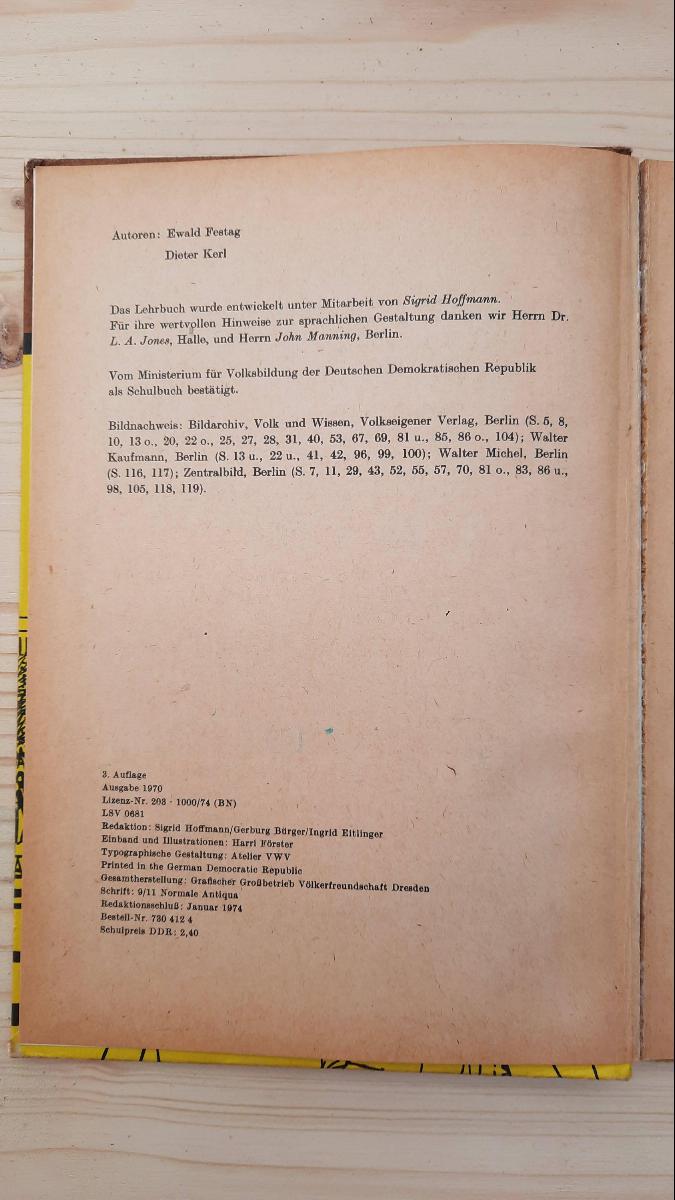 Autoren: Ewald Festag
Dieter Kerl
Das Lehrbuch wurde entwickelt unter Mitarbeit von Sigrid Hoffmann.
Für ihre wertvollen Hinweise zur sprachlichen Gestaltung danken wir Herrn Dr.
L. A. Jones, Halle, und Herrn John Manning, Berlin.
Vom Ministerium für Volksbildung der Deutschen Demokratischen Republik
als Schulbuch bestätigt.
Bildnachweis: Bildarchiv, Volk und Wissen, Volkseigener Verlag, Berlin (S. 5, 8,
10, 13 o., 20, 22 o., 25, 27, 28, 31, 40, 53, 67, 69, 81 u., 85, 86 o., 104); Walter
Kaufmann, Berlin (S. 13 u., 22 u., 41, 42, 96, 99, 100); Walter Michel, Berlin
(S. 116, 117); Zentralbild, Berlin (S. 7, 11, 29, 43, 52, 55, 57, 70, 81 o., 83, 86 u.,
98, 105, 118, 119).
3. Auflage
Ausgabe 1970
Lizenz-Nr. 203 · 1000/74 (BN)
LSV 0681
Redaktion: Sigrid Hoffmann/Gerburg Bürger/Ingrid Eitlinger
Einband und Illustrationen: Harri Förster
Typographische Gestaltung: Atelier VWV
Printed in the German Democratic Republic
Gesamtherstellung: Grafischer Großbetrieb Völkerfreundschaft Dresden
Schrift: 9/11 Normale Antiqua
Redaktionsschluß: Januar 1974
Bestell-Nr. 730 412 4
Schulpreis DDR: 2,40